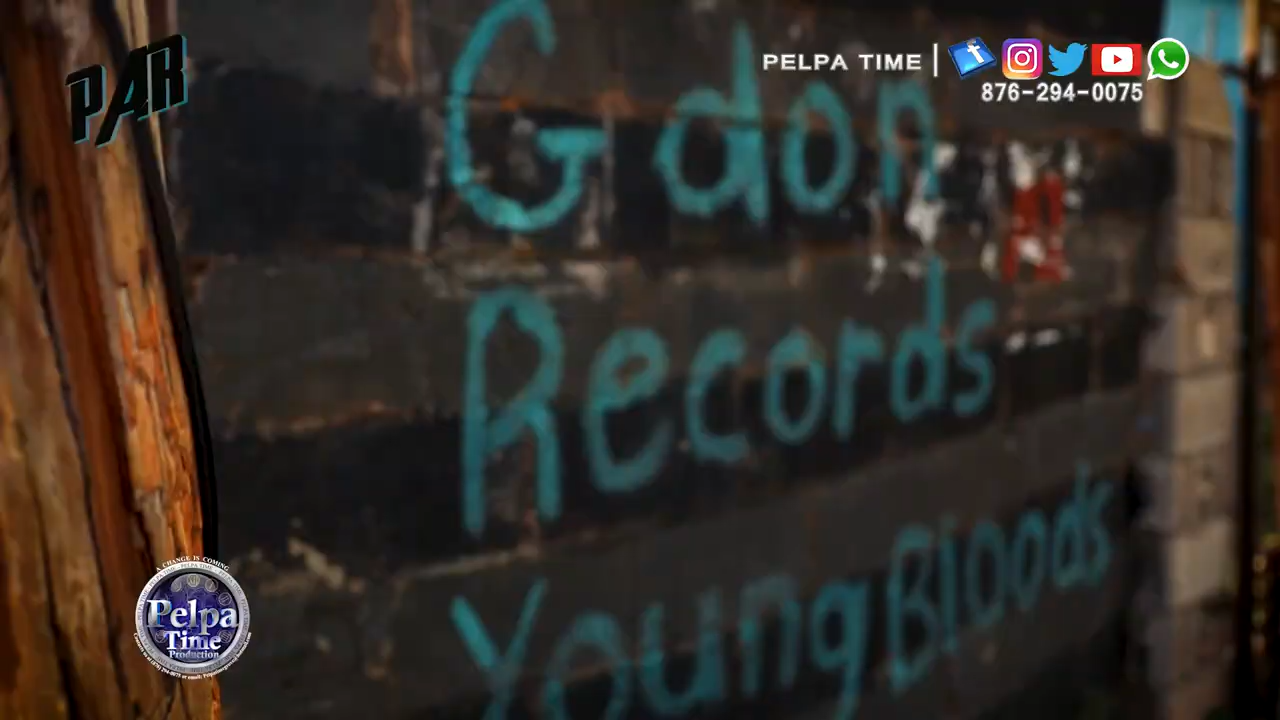 PAR
PELPA TIME |
876-294-0075
Gdon
Records
Young Bloods
A CHANGE IS COMING
Pelpa
Time
Production